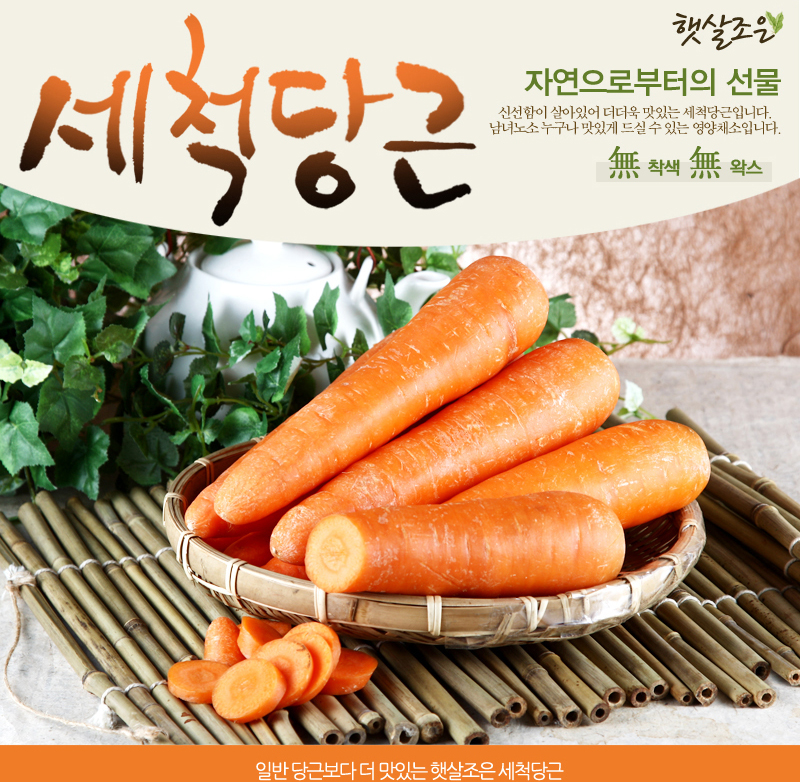 햇살조은
세척당근
자연으로부터의 선물
신선함이 살아있어 더더욱 맛있는 세척당근입니다.
남녀노소 누구나 맛있게 드실 수 있는 영양채소입니다.
無 착색 無 왁스
일반 당근보다 더 맛있는 햇살조은 세척당근